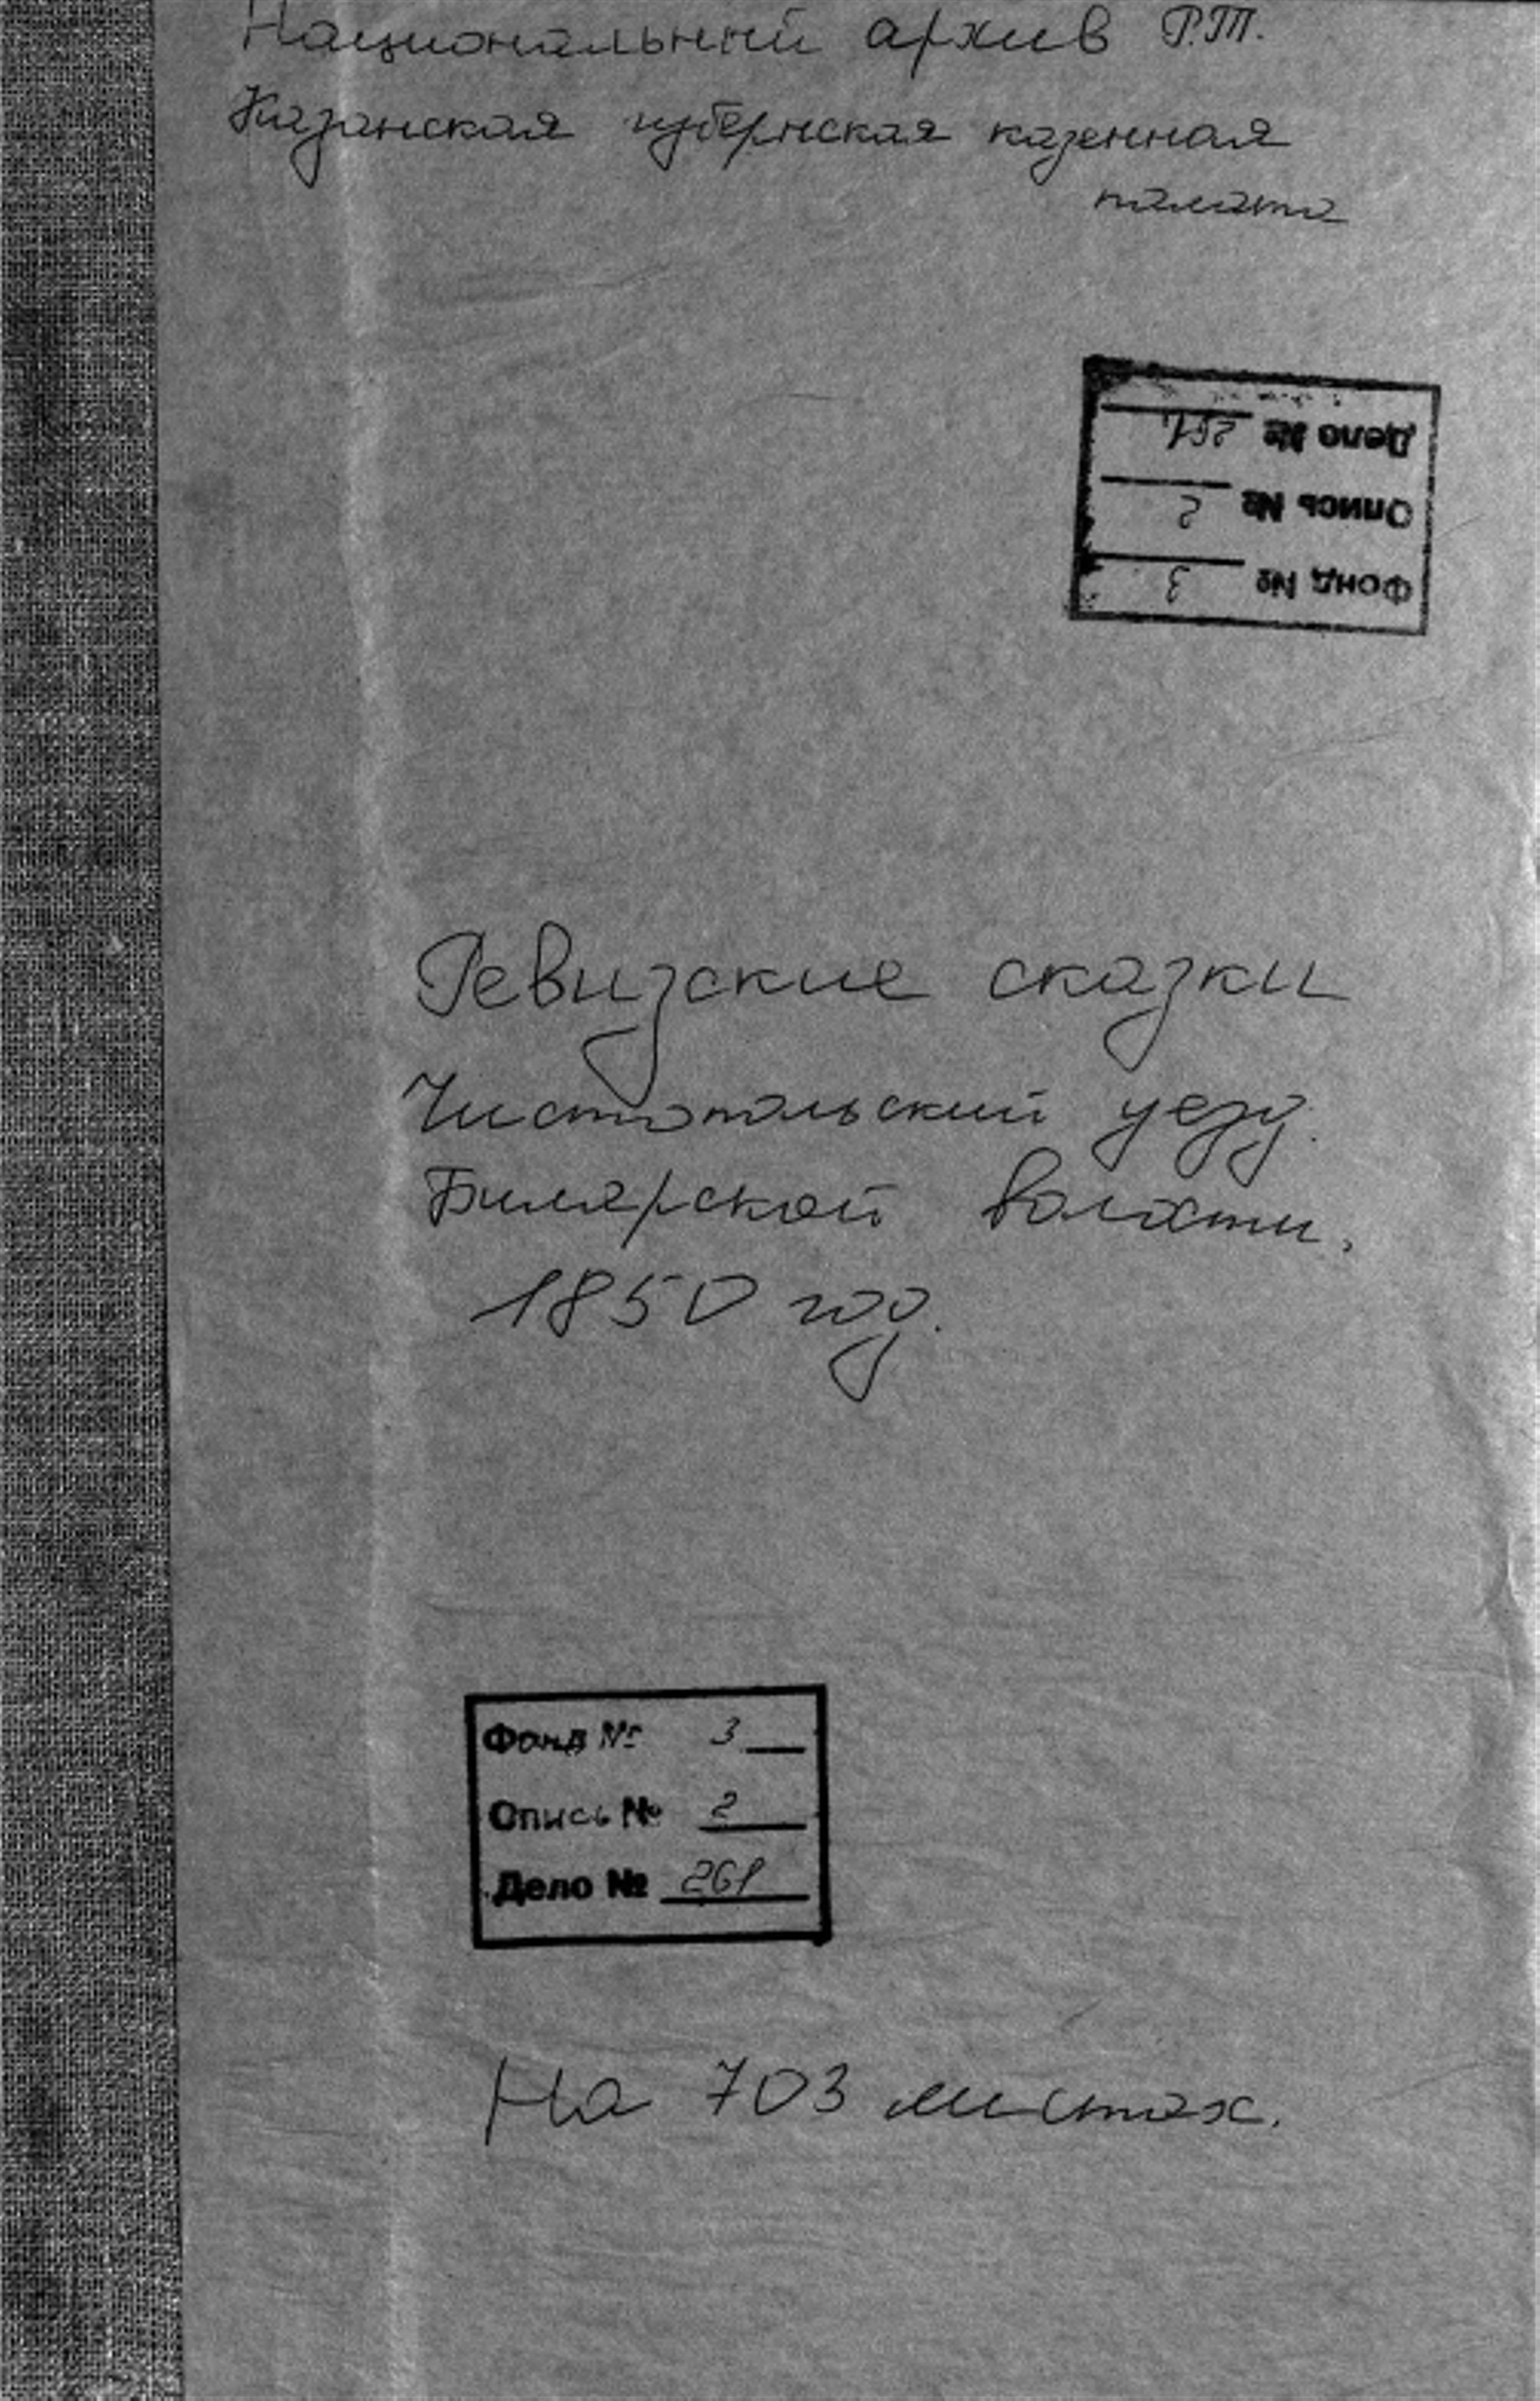 Национальный архив Р.Т.
Казанская губернская казенная
палата
Дело № 261
Опись № 2
Фонд № 3
Ревизские сказки
Чистопольский уезд.
Билярской волости.
1850 год.
Фонд № 3
Опись № 2
Дело № 261
На 703 листах.